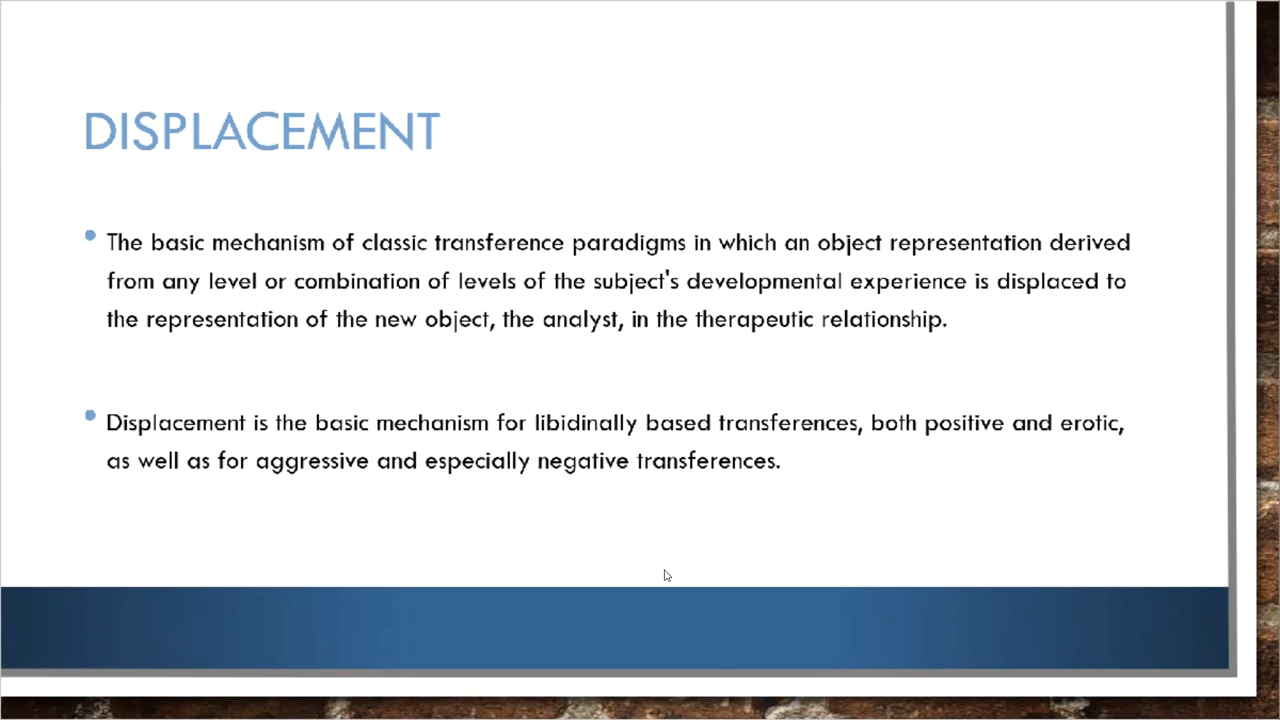 DISPLACEMENT
• The basic mechanism of classic transference paradigms in which an object representation derived
from any level or combination of levels of the subject's developmental experience is displaced to
the representation of the new object, the analyst, in the therapeutic relationship.
• Displacement is the basic mechanism for libidinally based transferences, both positive and erotic,
as well as for aggressive and especially negative transferences.